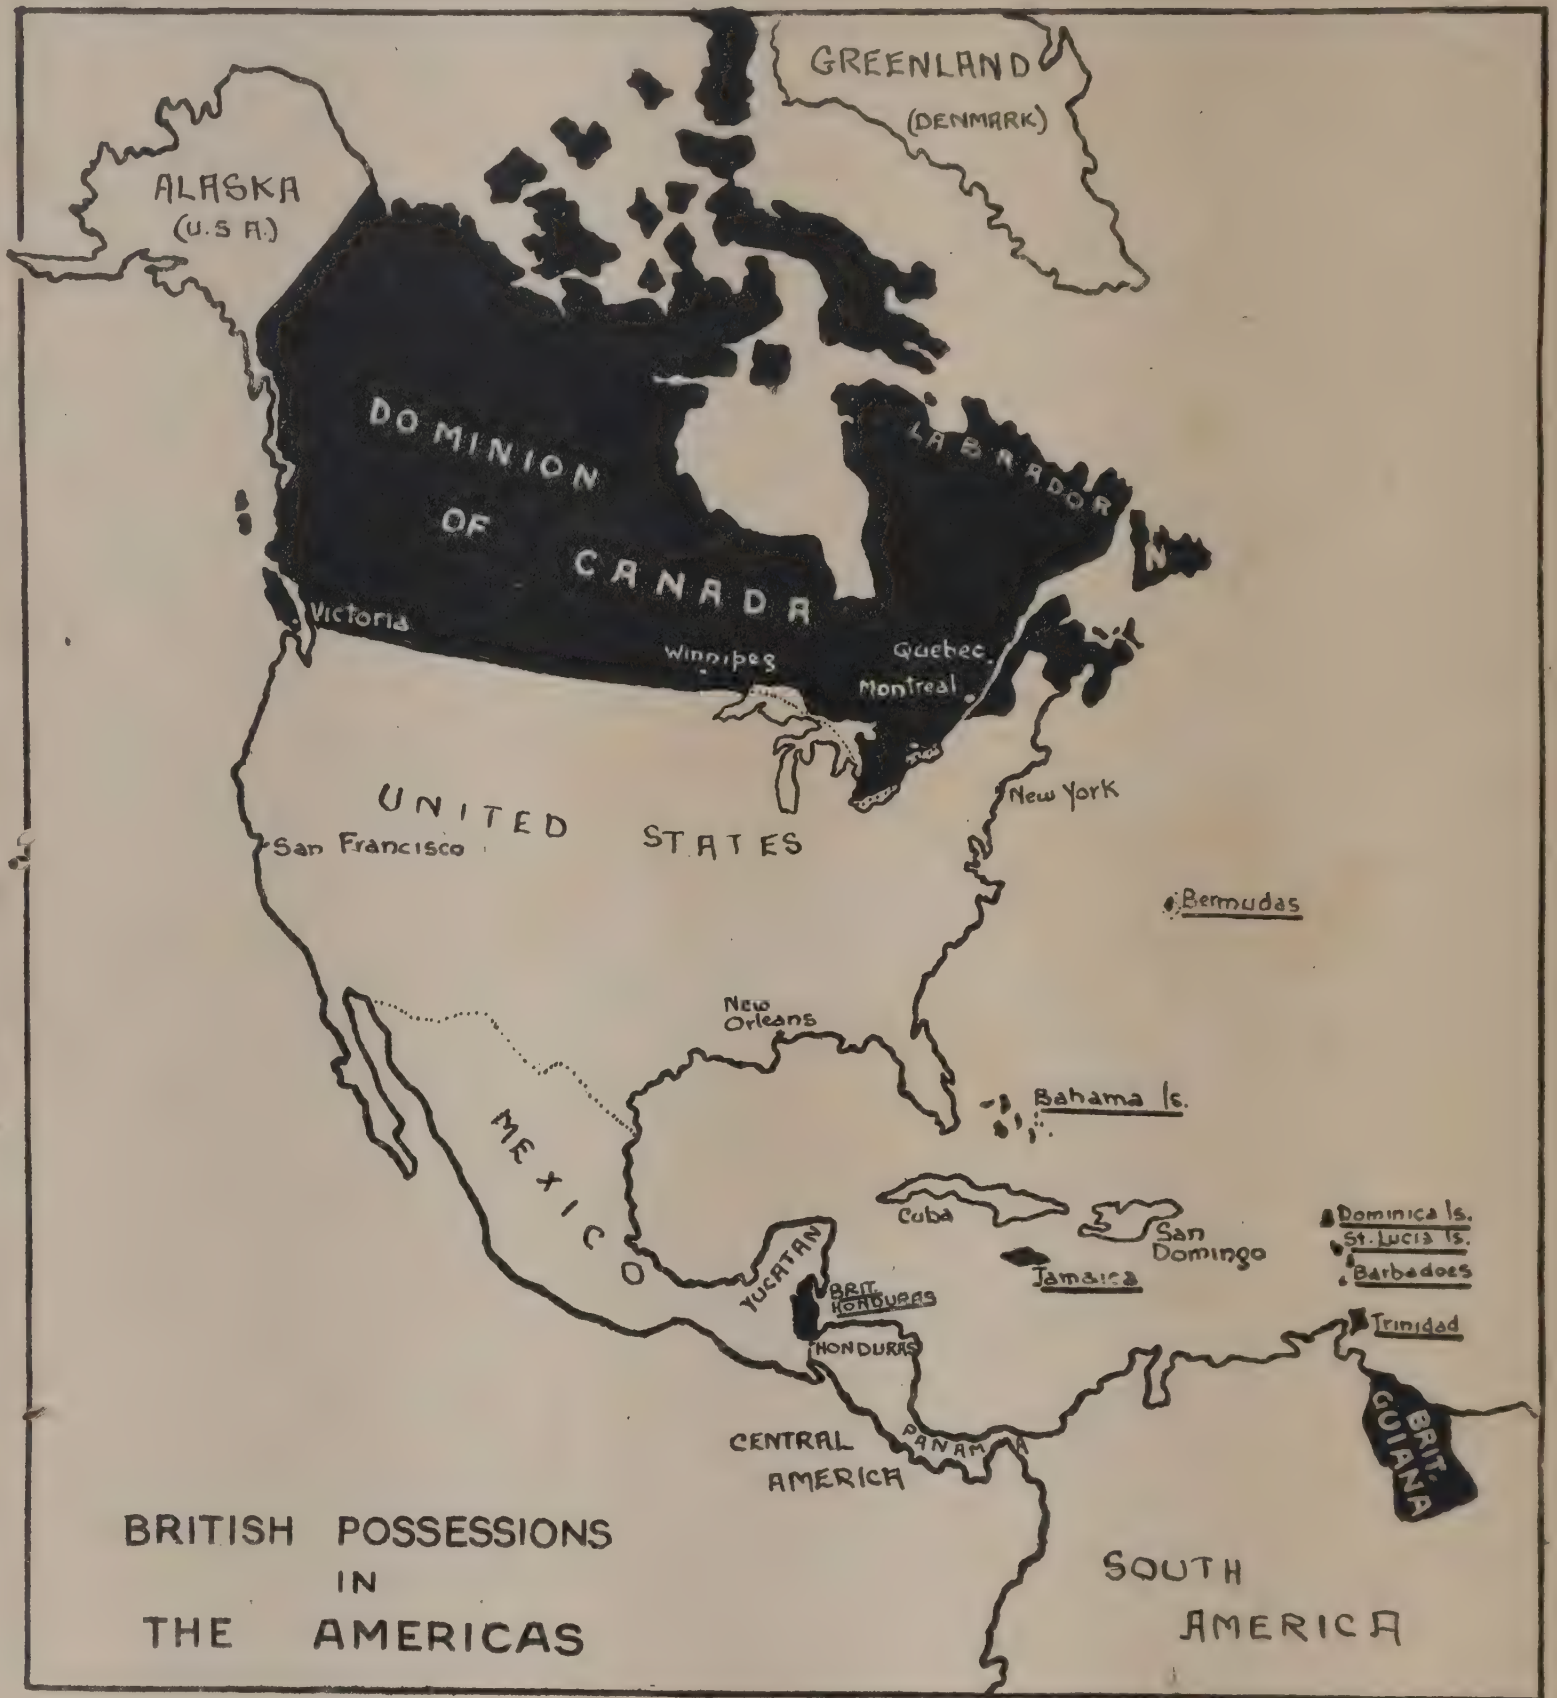 GREENLAND
(DENMARK)
ALASKA
(U.S.A.)
DOMINION
OF
CANADA
LABRADOR
N
Victoria
Winnipeg
Quebec
Montreal
UNITED STATES
San Francisco
New York
Bermudas
New
Orleans
Bahama Is.
MEXICO
Cuba
San
Domingo
Jamaica
Dominica Is.
St. Lucia Is.
Barbadoes
Trinidad
YUCATAN
BRIT.
HONDURAS
HONDURAS
PANAMA
CENTRAL
AMERICA
BRIT.
GUIANA
SOUTH
AMERICA
BRITISH POSSESSIONS
IN
THE AMERICAS